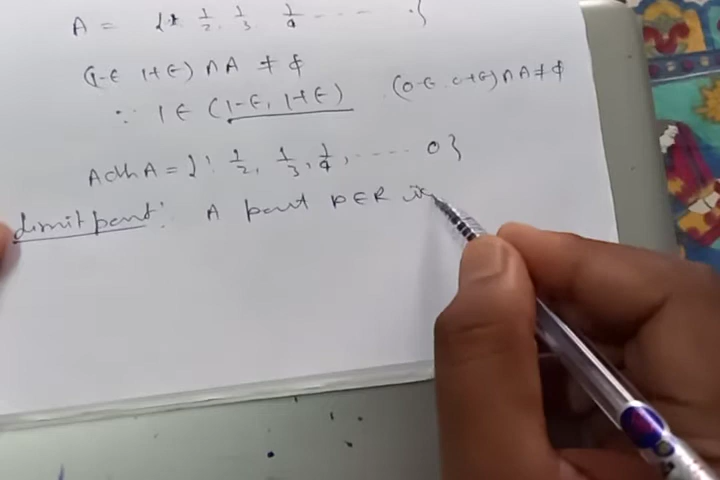 A = {1, 1/2, 1/3, 1/4 ..... }
(1-ϵ 1+ϵ) ∩ A ≠ ϕ
∵ 1 ∈ (1-ϵ, 1+ϵ) (0-ϵ, 0+ϵ) ∩ A ≠ ϕ
Adh A = {1, 1/2, 1/3, 1/4, ..... 0}
Limit point: A point p∈R is